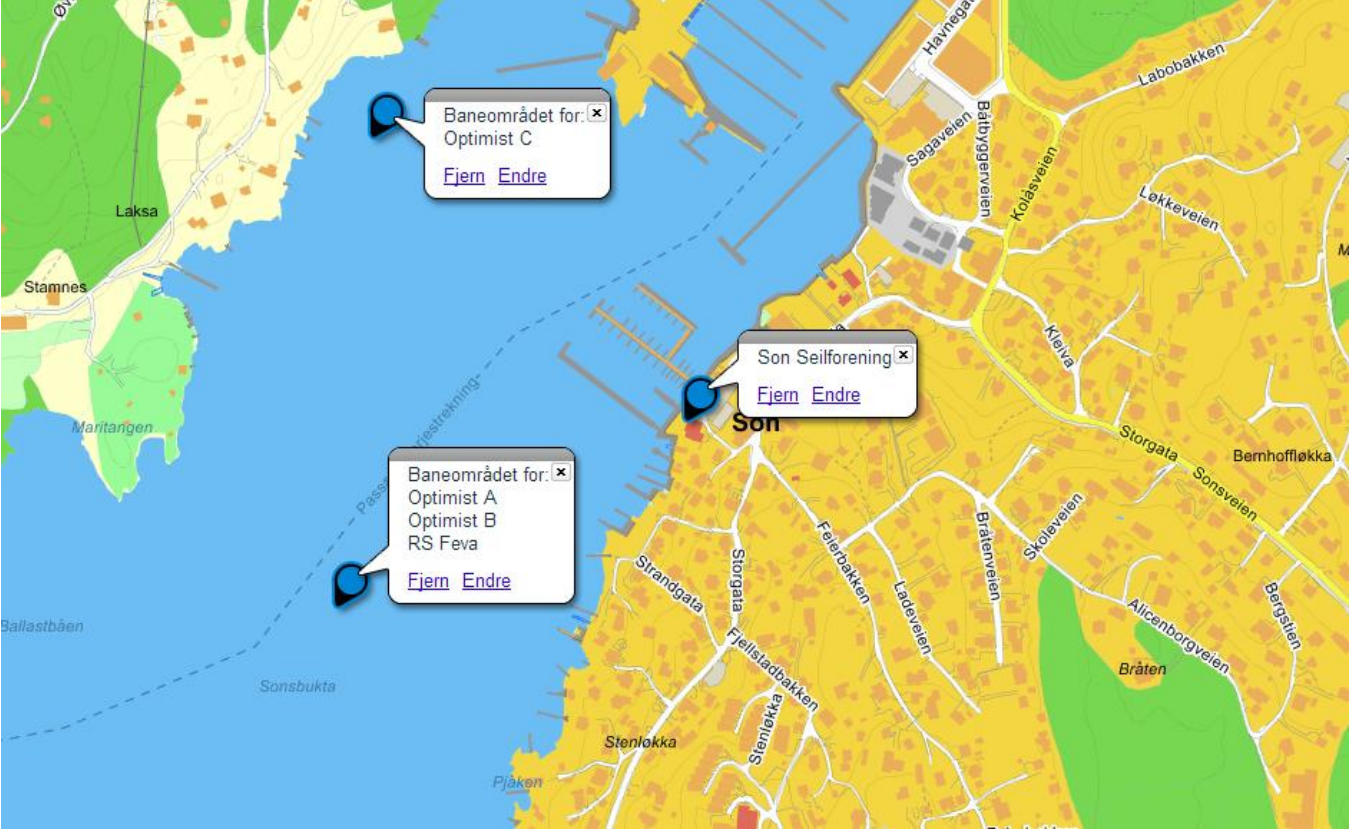 Havnega
Labobakken
Båtbyggerveien
Sagaveien
Kolåsveien
Løkkeveien
Baneområdet for:
Optimist C
Fjern Endre
Laksa
Stamnes
Kleiva
Son Seilforening
Fjern Endre
Son
Maritangen
Storgata
Sonsveien
Bernhoffløkka
Baneområdet for:
Optimist A
Optimist B
RS Feva
Fjern Endre
Skoleveien
Bråtenveien
Feierbakken
Ladeveien
Storgata
Strandgata
Fjellstadbakken
Alicenborgveien
Bergstien
Bråten
Ballastbåen
Sonsbukta
Stenløkka
Stenløkka
Pjåken